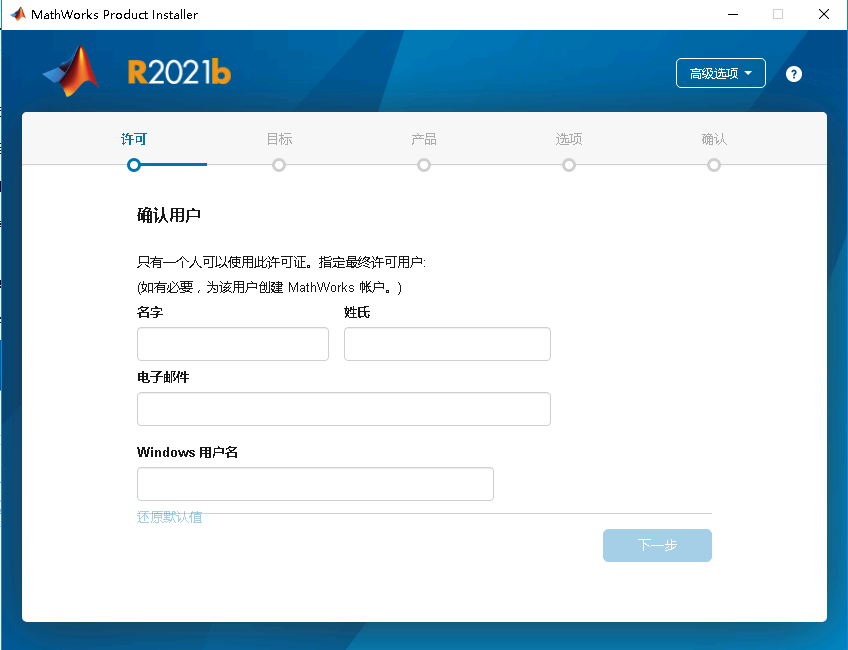 MathWorks Product Installer
R2021b
高级选项
?
许可
目标
产品
选项
确认
确认用户
只有一个人可以使用此许可证。指定最终许可用户:
(如有必要，为该用户创建 MathWorks 帐户。)
名字
姓氏
电子邮件
Windows 用户名
还原默认值
下一步